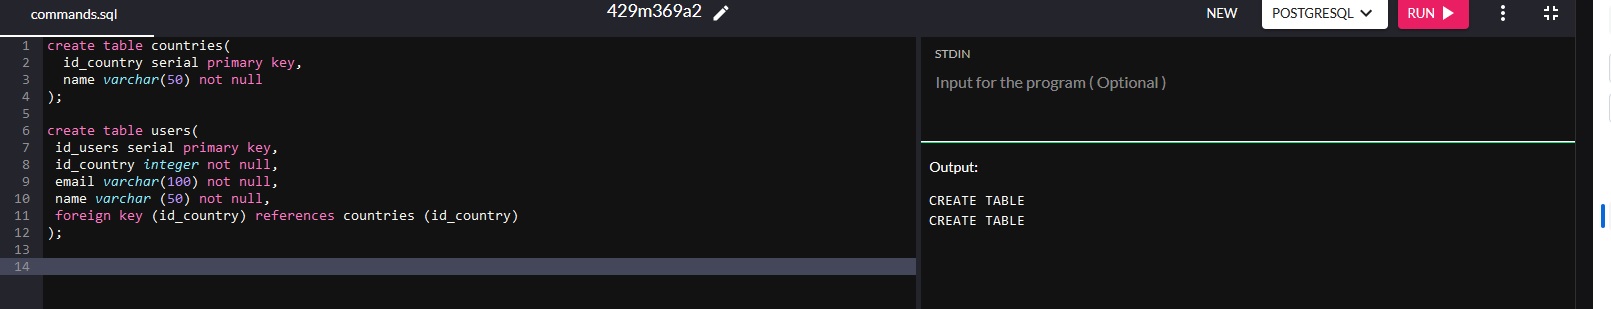 commands.sql
429m369a2
NEW
POSTGRESQL
RUN
1 create table countries(
2   id_country serial primary key,
3   name varchar(50) not null
4 );
5
6 create table users(
7  id_users serial primary key,
8  id_country integer not null,
9  email varchar(100) not null,
10  name varchar (50) not null,
11  foreign key (id_country) references countries (id_country)
12 );
13
14
STDIN
Input for the program ( Optional )
Output:
CREATE TABLE
CREATE TABLE